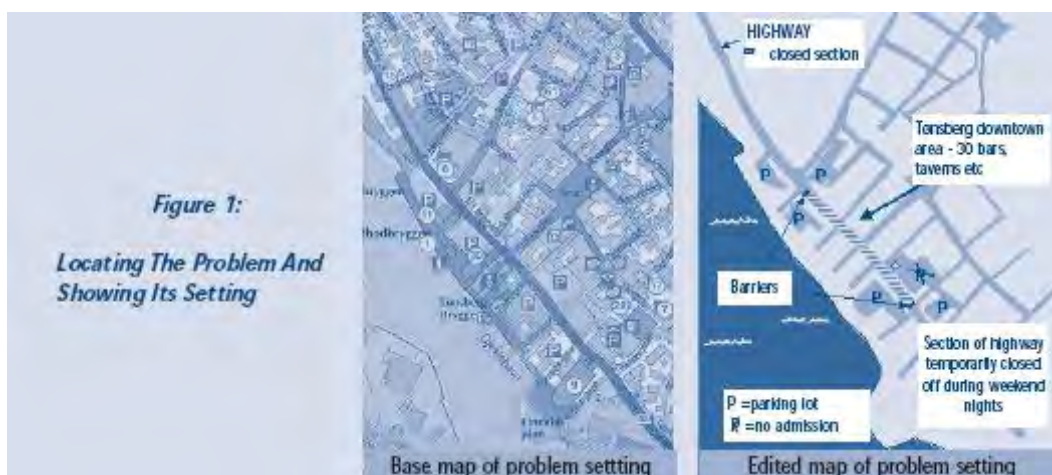 Figure 1:
Locating The Problem And
Showing Its Setting
Base map of problem settting
HIGHWAY
closed section
Tønsberg downtown
area - 30 bars,
taverns etc
P
P
P
Barriers
P
P
Section of highway
temporarily closed
off during weekend
nights
P =parking lot
=no admission
Edited map of problem setting